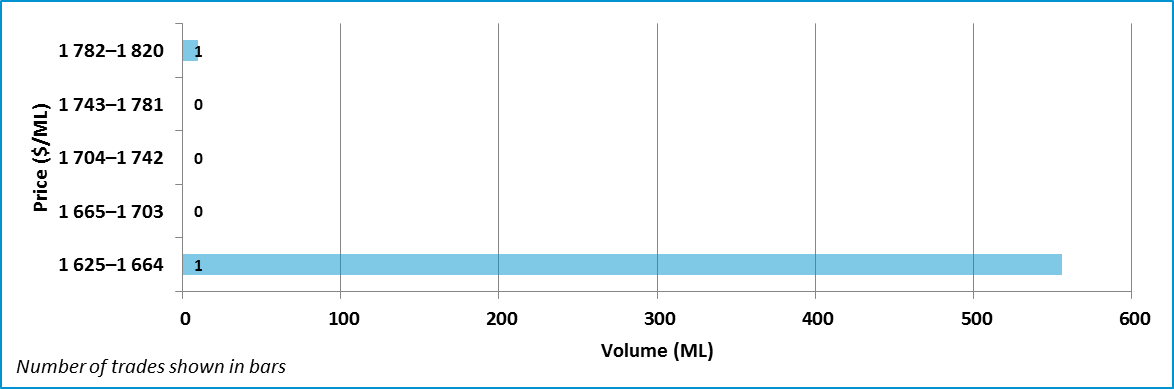 Price ($/ML)
1 782–1 820 1
1 743–1 781 0
1 704–1 742 0
1 665–1 703 0
1 625–1 664 1
0 100 200 300 400 500 600
Volume (ML)
Number of trades shown in bars